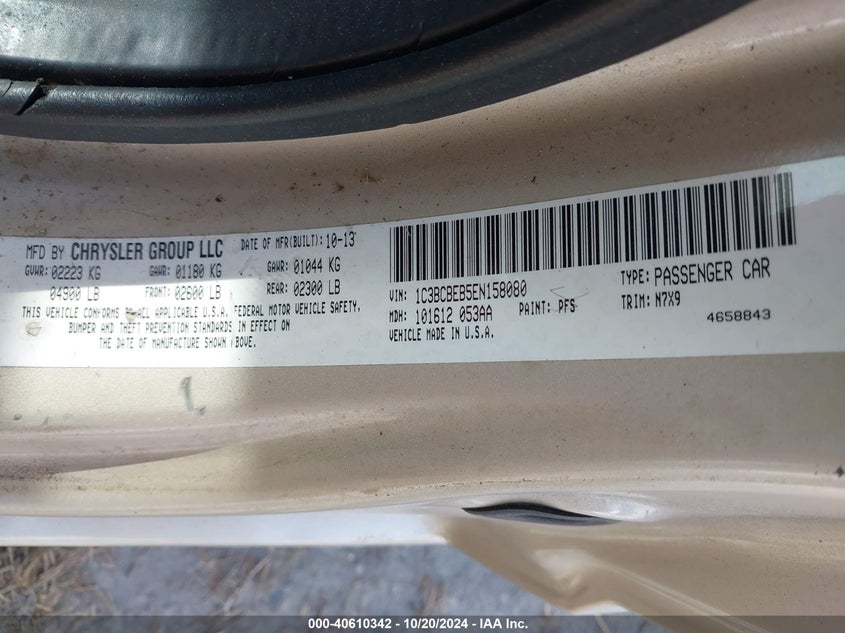 MFD BY CHRYSLER GROUP LLC DATE OF MFR(BUILT): 10-13
GVWR: 02223 KG GAWR: 01180 KG GAWR: 01044 KG
04900 LB FRONT: 02600 LB REAR: 02300 LB
THIS VEHICLE CONFORMS ALL APPLICABLE U.S.A. FEDERAL MOTOR VEHICLE SAFETY,
BUMPER AND THEFT PREVENTION STANDARDS IN EFFECT ON
THE DATE OF MANUFACTURE SHOWN ABOVE.
VIN: 1C3BCBEB5EN158080 TYPE: PASSENGER CAR
MDH: 101612 053AA PAINT: PFS TRIM: N7X9
VEHICLE MADE IN U.S.A. 4658843
000-40610342 - 10/20/2024 - IAA Inc.